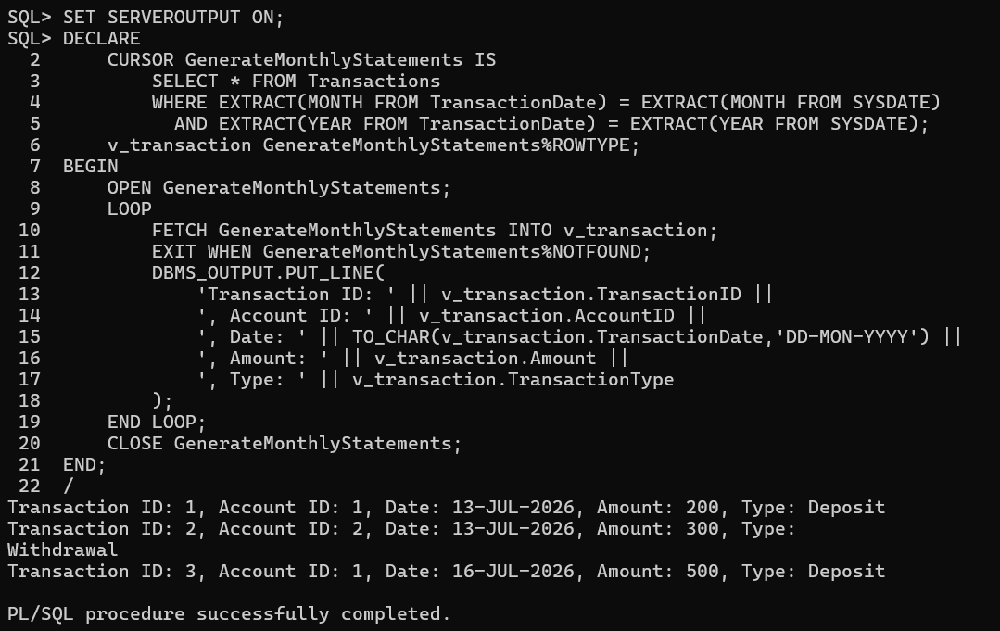 SQL> SET SERVEROUTPUT ON;
SQL> DECLARE
  2      CURSOR GenerateMonthlyStatements IS
  3          SELECT * FROM Transactions
  4          WHERE EXTRACT(MONTH FROM TransactionDate) = EXTRACT(MONTH FROM SYSDATE)
  5            AND EXTRACT(YEAR FROM TransactionDate) = EXTRACT(YEAR FROM SYSDATE);
  6      v_transaction GenerateMonthlyStatements%ROWTYPE;
  7  BEGIN
  8      OPEN GenerateMonthlyStatements;
  9      LOOP
 10          FETCH GenerateMonthlyStatements INTO v_transaction;
 11          EXIT WHEN GenerateMonthlyStatements%NOTFOUND;
 12          DBMS_OUTPUT.PUT_LINE(
 13              'Transaction ID: ' || v_transaction.TransactionID ||
 14              ', Account ID: ' || v_transaction.AccountID ||
 15              ', Date: ' || TO_CHAR(v_transaction.TransactionDate,'DD-MON-YYYY') ||
 16              ', Amount: ' || v_transaction.Amount ||
 17              ', Type: ' || v_transaction.TransactionType
 18          );
 19      END LOOP;
 20      CLOSE GenerateMonthlyStatements;
 21  END;
 22  /
Transaction ID: 1, Account ID: 1, Date: 13-JUL-2026, Amount: 200, Type: Deposit
Transaction ID: 2, Account ID: 2, Date: 13-JUL-2026, Amount: 300, Type:
Withdrawal
Transaction ID: 3, Account ID: 1, Date: 16-JUL-2026, Amount: 500, Type: Deposit

PL/SQL procedure successfully completed.